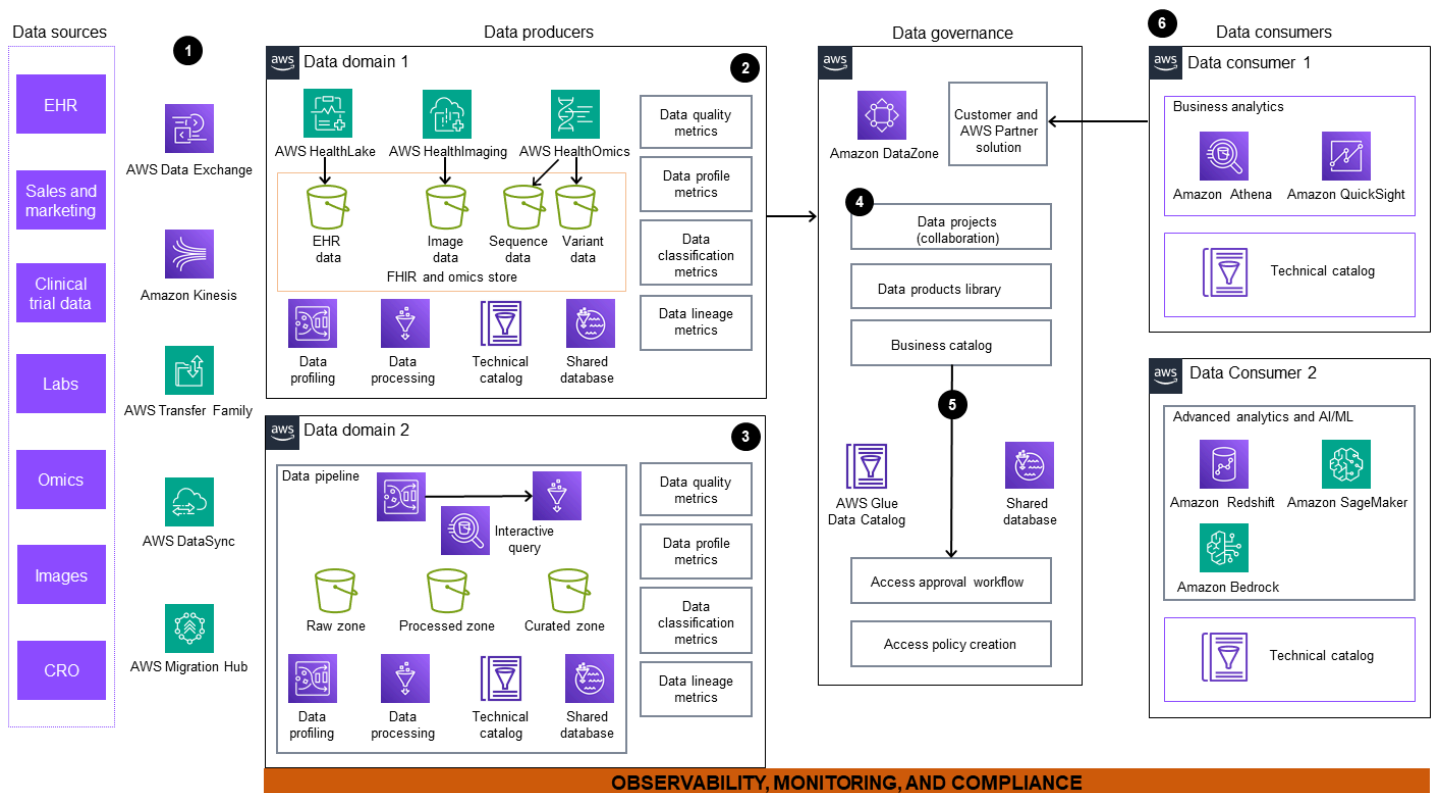 Data sources
1
EHR
Sales and
marketing
Clinical
trial data
Labs
Omics
Images
CRO
AWS Data Exchange
Amazon Kinesis
AWS Transfer Family
AWS DataSync
AWS Migration Hub
Data producers
aws
Data domain 1
2
AWS HealthLake
AWS HealthImaging
AWS HealthOmics
EHR
data
Image
data
Sequence
data
Variant
data
FHIR and omics store
Data
profiling
Data
processing
Technical
catalog
Shared
database
Data quality
metrics
Data profile
metrics
Data
classification
metrics
Data lineage
metrics
aws
Data domain 2
3
Data pipeline
Interactive
query
Raw zone
Processed zone
Curated zone
Data
profiling
Data
processing
Technical
catalog
Shared
database
Data quality
metrics
Data profile
metrics
Data
classification
metrics
Data lineage
metrics
Data governance
aws
Amazon DataZone
Customer and
AWS Partner
solution
4
Data projects
(collaboration)
Data products library
Business catalog
5
AWS Glue
Data Catalog
Shared
database
Access approval workflow
Access policy creation
6
Data consumers
aws
Data consumer 1
Business analytics
Amazon Athena
Amazon QuickSight
Technical catalog
aws
Data Consumer 2
Advanced analytics and AI/ML
Amazon Redshift
Amazon SageMaker
Amazon Bedrock
Technical catalog
OBSERVABILITY, MONITORING, AND COMPLIANCE